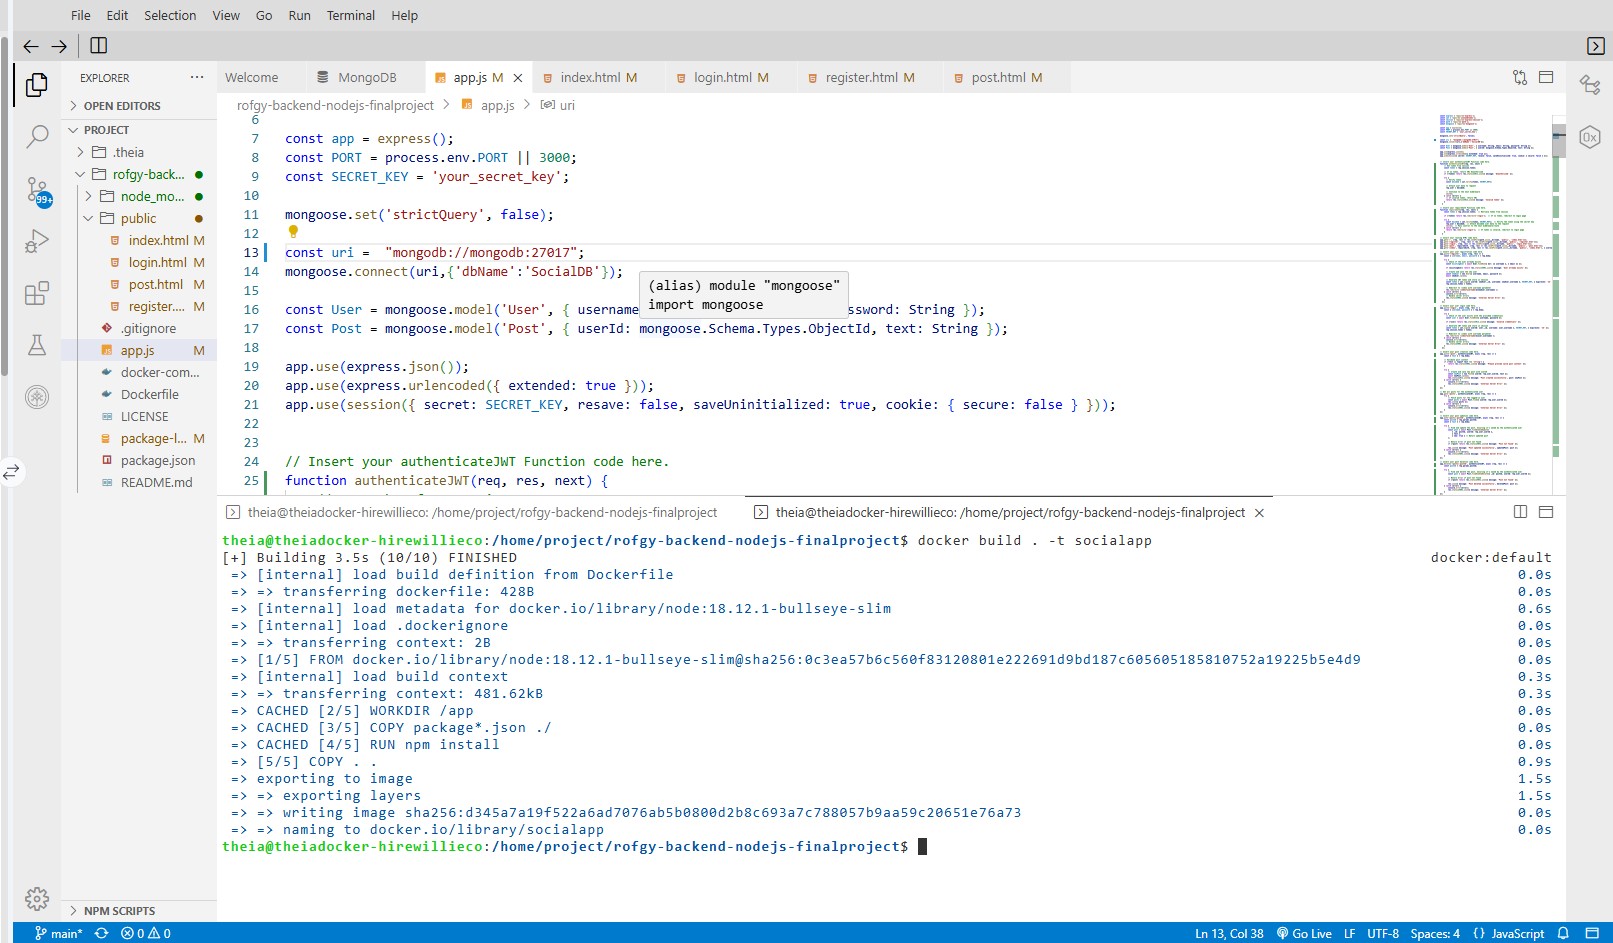 File Edit Selection View Go Run Terminal Help
EXPLORER ···
Welcome MongoDB app.js M index.html M login.html M register.html M post.html M
OPEN EDITORS
PROJECT
.theia
rofgy-back...
node_mo...
public
index.html M
login.html M
post.html M
register.... M
.gitignore
app.js M
docker-com...
Dockerfile
LICENSE
package-l... M
package.json
README.md
NPM SCRIPTS
99+
rofgy-backend-nodejs-finalproject > app.js > uri
6
7 const app = express();
8 const PORT = process.env.PORT || 3000;
9 const SECRET_KEY = 'your_secret_key';
10
11 mongoose.set('strictQuery', false);
12
13 const uri =  "mongodb://mongodb:27017";
14 mongoose.connect(uri,{'dbName':'SocialDB'});
15
(alias) module "mongoose"
import mongoose
16 const User = mongoose.model('User', { username ssword: String });
17 const Post = mongoose.model('Post', { userId: mongoose.Schema.Types.ObjectId, text: String });
18
19 app.use(express.json());
20 app.use(express.urlencoded({ extended: true }));
21 app.use(session({ secret: SECRET_KEY, resave: false, saveUninitialized: true, cookie: { secure: false } }));
22
23
24 // Insert your authenticateJWT Function code here.
25 function authenticateJWT(req, res, next) {
theia@theiadocker-hirewillieco: /home/project/rofgy-backend-nodejs-finalproject theia@theiadocker-hirewillieco: /home/project/rofgy-backend-nodejs-finalproject
theia@theiadocker-hirewillieco:/home/project/rofgy-backend-nodejs-finalproject$ docker build . -t socialapp
[+] Building 3.5s (10/10) FINISHED docker:default
=> [internal] load build definition from Dockerfile 0.0s
=> => transferring dockerfile: 428B 0.0s
=> [internal] load metadata for docker.io/library/node:18.12.1-bullseye-slim 0.6s
=> [internal] load .dockerignore 0.0s
=> => transferring context: 2B 0.0s
=> [1/5] FROM docker.io/library/node:18.12.1-bullseye-slim@sha256:0c3ea57b6c560f83120801e222691d9bd187c605605185810752a19225b5e4d9 0.0s
=> [internal] load build context 0.3s
=> => transferring context: 481.62kB 0.3s
=> CACHED [2/5] WORKDIR /app 0.0s
=> CACHED [3/5] COPY package*.json ./ 0.0s
=> CACHED [4/5] RUN npm install 0.0s
=> [5/5] COPY . . 0.9s
=> exporting to image 1.5s
=> => exporting layers 1.5s
=> => writing image sha256:d345a7a19f522a6ad7076ab5b0800d2b8c693a7c788057b9aa59c20651e76a73 0.0s
=> => naming to docker.io/library/socialapp 0.0s
theia@theiadocker-hirewillieco:/home/project/rofgy-backend-nodejs-finalproject$
main* 0 0 Ln 13, Col 38 Go Live LF UTF-8 Spaces: 4 {} JavaScript
0x